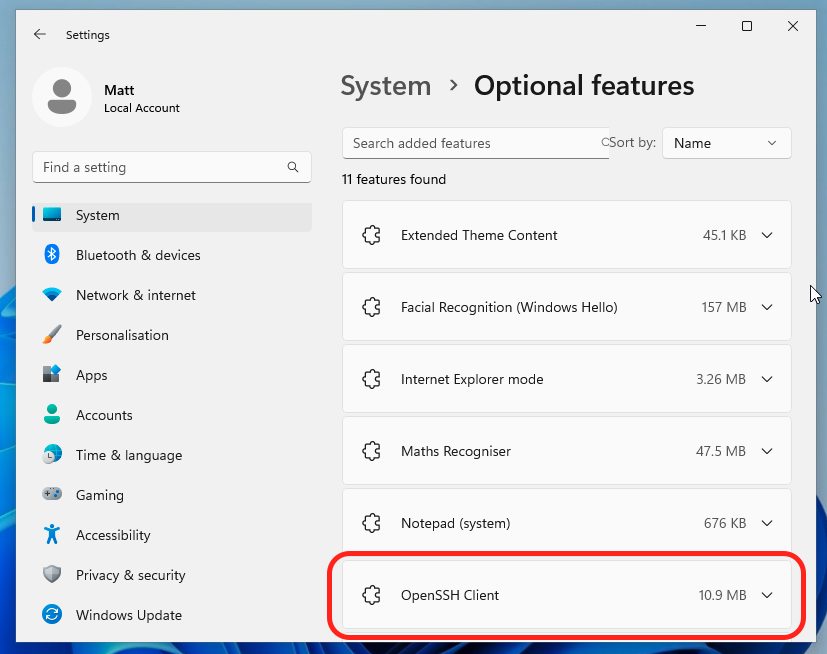 Settings
Matt
Local Account
Find a setting
System
Bluetooth & devices
Network & internet
Personalisation
Apps
Accounts
Time & language
Gaming
Accessibility
Privacy & security
Windows Update
System > Optional features
Search added features
Sort by:
Name
11 features found
Extended Theme Content 45.1 KB
Facial Recognition (Windows Hello) 157 MB
Internet Explorer mode 3.26 MB
Maths Recogniser 47.5 MB
Notepad (system) 676 KB
OpenSSH Client 10.9 MB